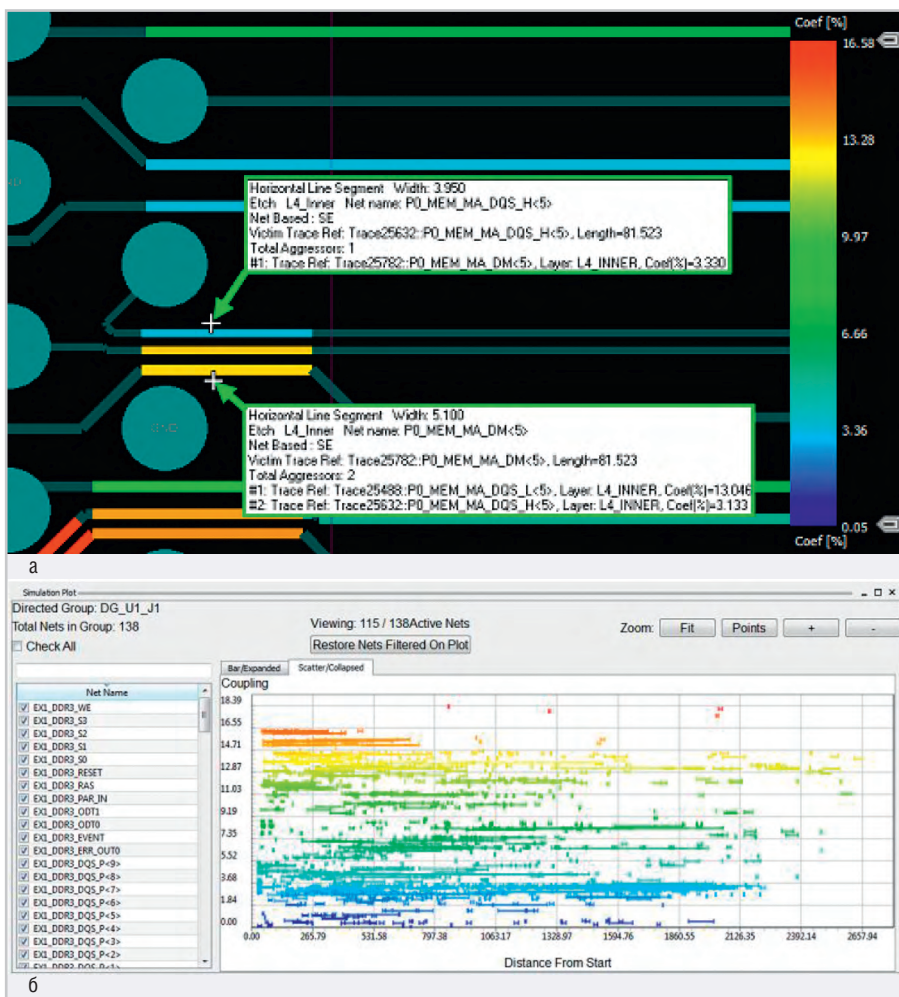 Coef [%]
16.58
13.28
9.97
6.66
3.36
0.05
Coef [%]
Horizontal Line Segment Width: 3.950
Etch L4_Inner Net name: P0_MEM_MA_DQS_H<5>
Net Based : SE
Victim Trace Ref: Trace25632::P0_MEM_MA_DQS_H<5>, Length=81.523
Total Aggressors: 1
#1: Trace Ref: Trace25782::P0_MEM_MA_DM<5>, Layer: L4_INNER, Coef(%)=3.330
Horizontal Line Segment Width: 5.100
Etch L4_Inner Net name: P0_MEM_MA_DM<5>
Net Based : SE
Victim Trace Ref: Trace25782::P0_MEM_MA_DM<5>, Length=81.523
Total Aggressors: 2
#1: Trace Ref: Trace25488::P0_MEM_MA_DQS_L<5>, Layer: L4_INNER, Coef(%)=13.046
#2: Trace Ref: Trace25632::P0_MEM_MA_DQS_H<5>, Layer: L4_INNER, Coef(%)=3.133
а
Simulation Plot
Directed Group: DG_U1_J1
Total Nets in Group: 138
Viewing: 115 / 138Active Nets
Zoom: Fit Points + -
Check All
Restore Nets Filtered On Plot
Bar/Expanded Scatter/Collapsed
Net Name
EX1_DDR3_WE
EX1_DDR3_S3
EX1_DDR3_S2
EX1_DDR3_S1
EX1_DDR3_S0
EX1_DDR3_RESET
EX1_DDR3_RAS
EX1_DDR3_PAR_IN
EX1_DDR3_ODT1
EX1_DDR3_ODT0
EX1_DDR3_EVENT
EX1_DDR3_ERR_OUT0
EX1_DDR3_DQS_P<9>
EX1_DDR3_DQS_P<8>
EX1_DDR3_DQS_P<7>
EX1_DDR3_DQS_P<6>
EX1_DDR3_DQS_P<5>
EX1_DDR3_DQS_P<4>
EX1_DDR3_DQS_P<3>
EX1_DDR3_DQS_P<2>
EX1_DDR3_DQS_P<1>
Coupling
18.39
16.55
14.71
12.87
11.03
9.19
7.35
5.52
3.68
1.84
0.00
0.00 265.79 531.58 797.38 1063.17 1328.97 1594.76 1860.55 2126.35 2392.14 2657.94
Distance From Start
б